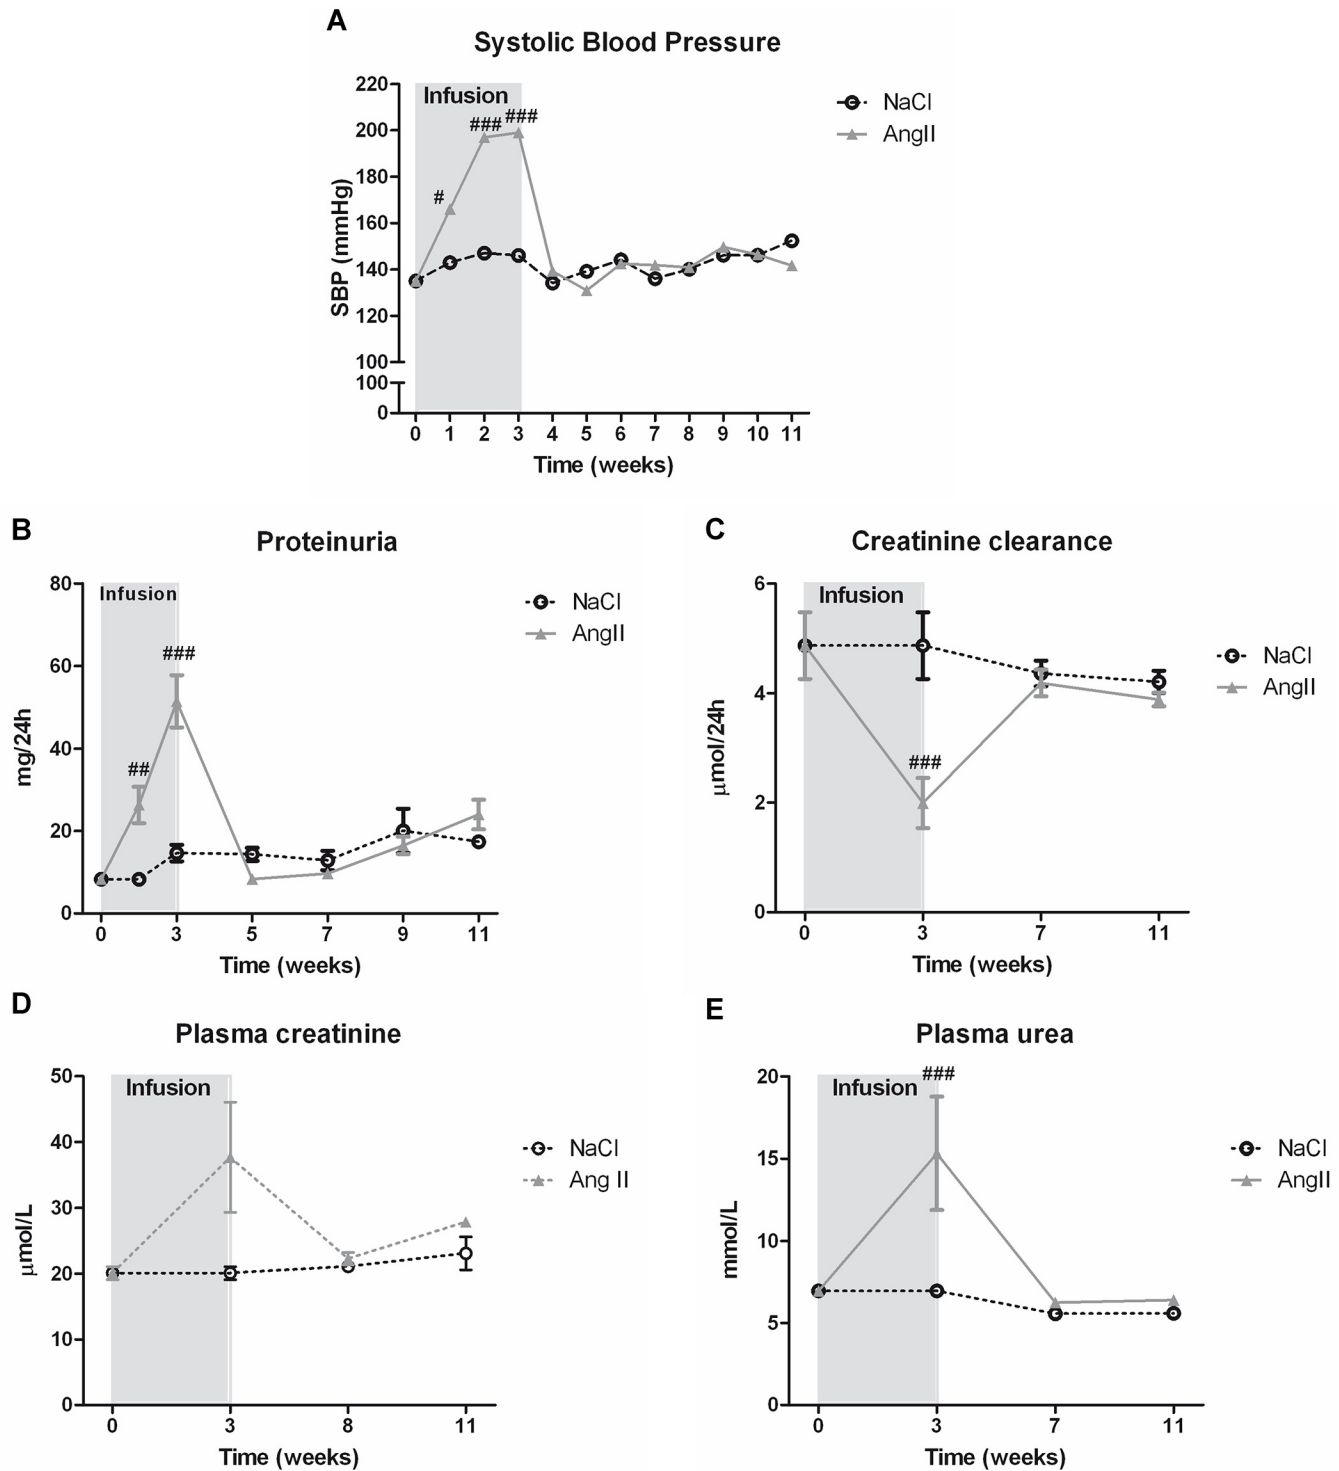 A
Systolic Blood Pressure
Infusion
### ###
#
NaCl
AngII
SBP (mmHg)
220
200
180
160
140
120
100
100
0
0 1 2 3 4 5 6 7 8 9 10 11
Time (weeks)
B
Proteinuria
Infusion
###
##
NaCl
AngII
mg/24h
80
60
40
20
0
0 3 5 7 9 11
Time (weeks)
C
Creatinine clearance
Infusion
###
NaCl
AngII
μmol/24h
6
4
2
0
0 3 7 11
Time (weeks)
D
Plasma creatinine
Infusion
NaCl
Ang II
μmol/L
50
40
30
20
10
0
0 3 8 11
Time (weeks)
E
Plasma urea
###
Infusion
NaCl
AngII
mmol/L
20
15
10
5
0
0 3 7 11
Time (weeks)